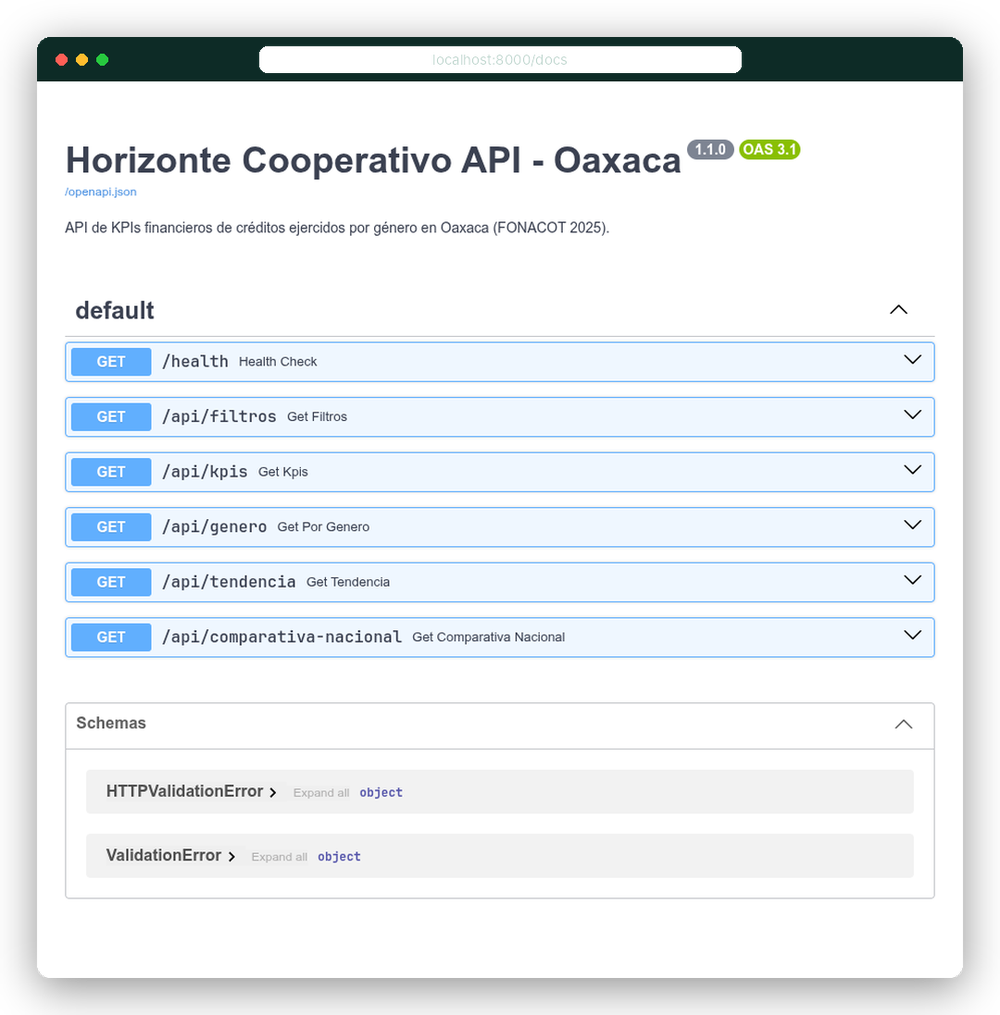 localhost:8000/docs
Horizonte Cooperativo API - Oaxaca 1.1.0 OAS 3.1
/openapi.json
API de KPIs financieros de créditos ejercidos por género en Oaxaca (FONACOT 2025).
default
GET /health Health Check
GET /api/filtros Get Filtros
GET /api/kpis Get Kpis
GET /api/genero Get Por Genero
GET /api/tendencia Get Tendencia
GET /api/comparativa-nacional Get Comparativa Nacional
Schemas
HTTPValidationError Expand all object
ValidationError Expand all object